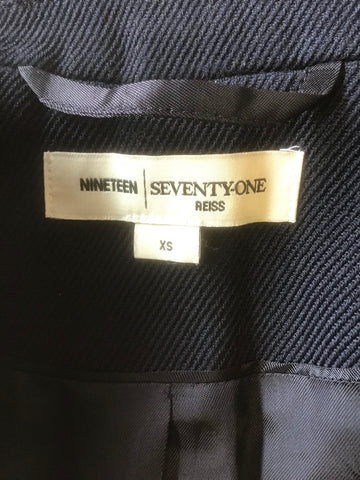 NINETEEN | SEVENTY-ONE
REISS
XS